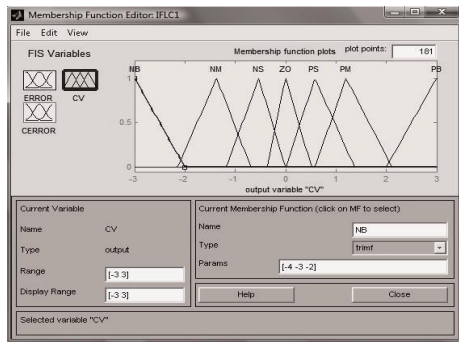 Membership Function Editor: IFLC1
File Edit View
FIS Variables
Membership function plots plot points: 181
ERROR CV
CERROR
NB NM NS ZO PS PM PB
1
0.5
0
-3 -2 -1 0 1 2 3
output variable "CV"
Current Variable
Name CV
Type output
Range [-3 3]
Display Range [-3 3]
Current Membership Function (click on MF to select)
Name NB
Type trimf
Params [-4 -3 -2]
Help Close
Selected variable "CV"